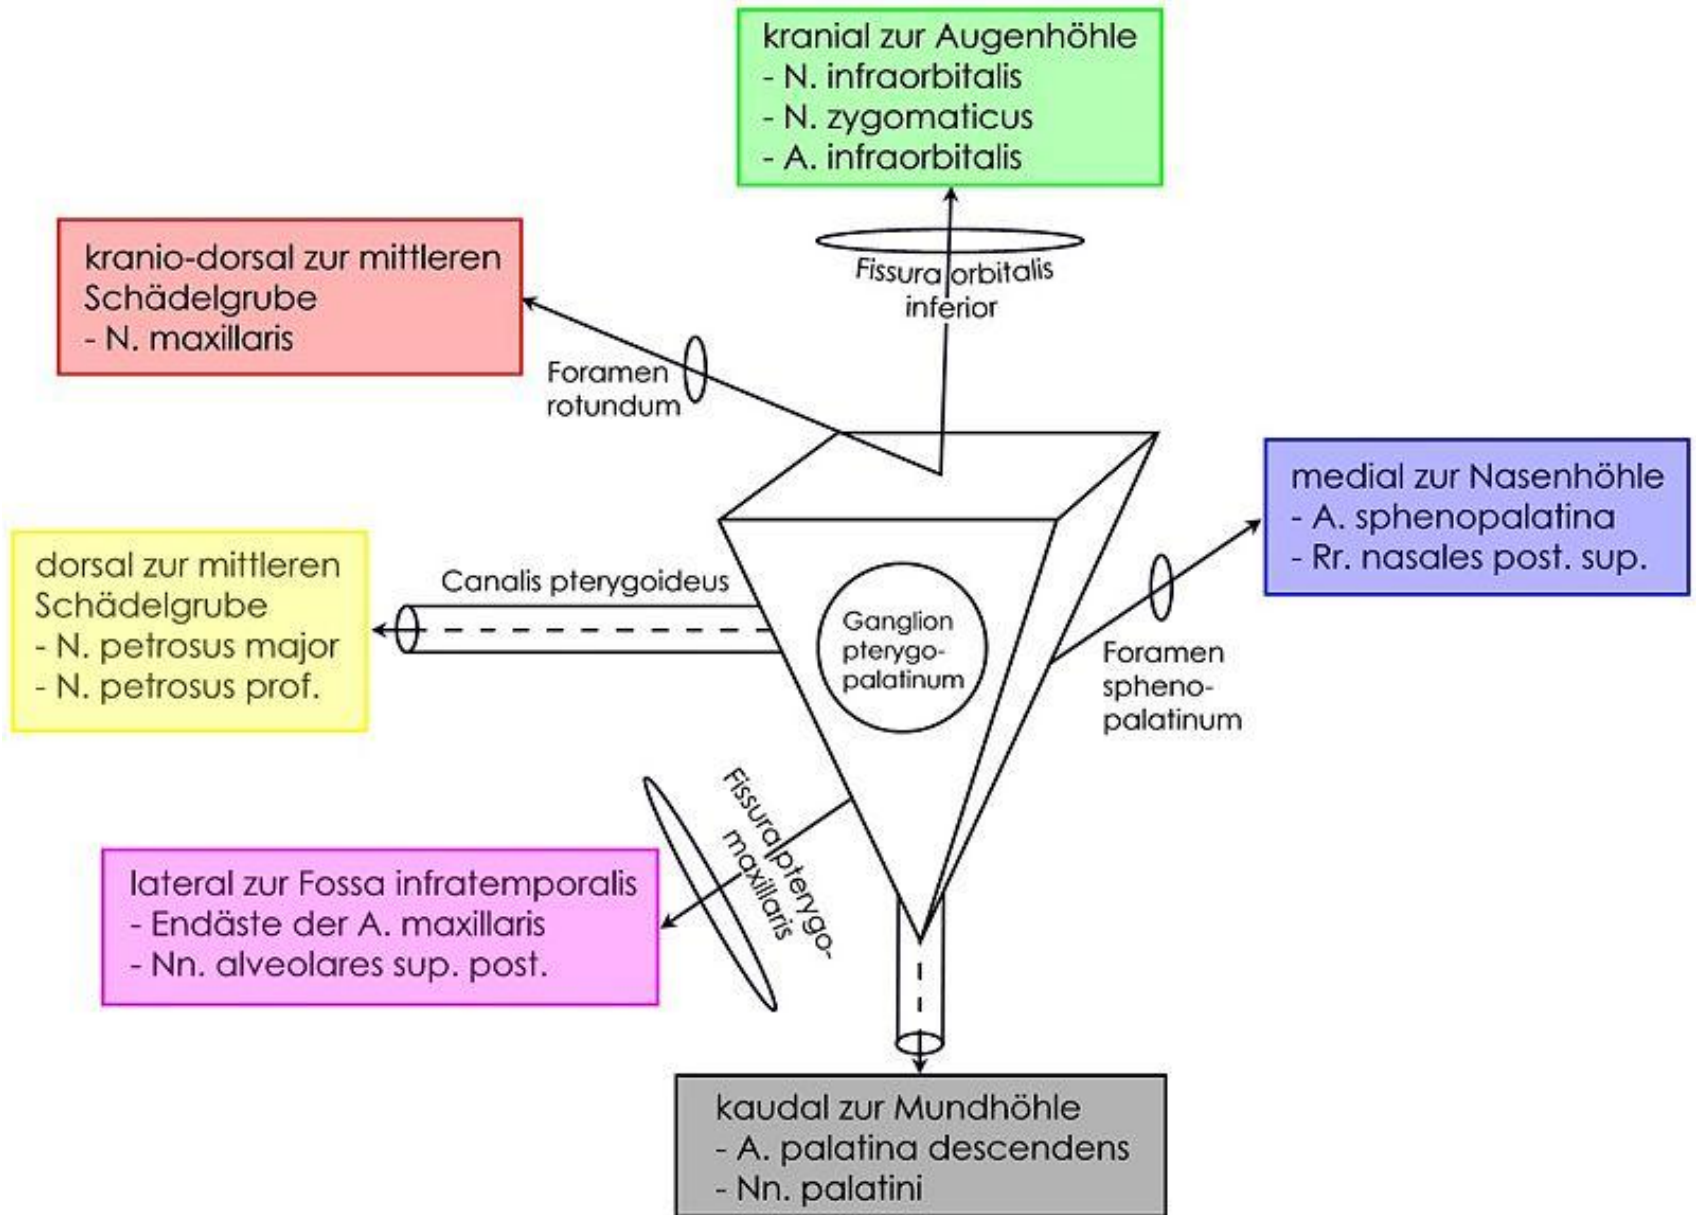 kranial zur Augenhöhle
- N. infraorbitalis
- N. zygomaticus
- A. infraorbitalis
Fissura orbitalis
inferior
kranio-dorsal zur mittleren
Schädelgrube
- N. maxillaris
Foramen
rotundum
medial zur Nasenhöhle
- A. sphenopalatina
- Rr. nasales post. sup.
Foramen
spheno-
palatinum
dorsal zur mittleren
Schädelgrube
- N. petrosus major
- N. petrosus prof.
Canalis pterygoideus
Ganglion
pterygo-
palatinum
Fissura pterygo-
maxillaris
lateral zur Fossa infratemporalis
- Endäste der A. maxillaris
- Nn. alveolares sup. post.
kaudal zur Mundhöhle
- A. palatina descendens
- Nn. palatini